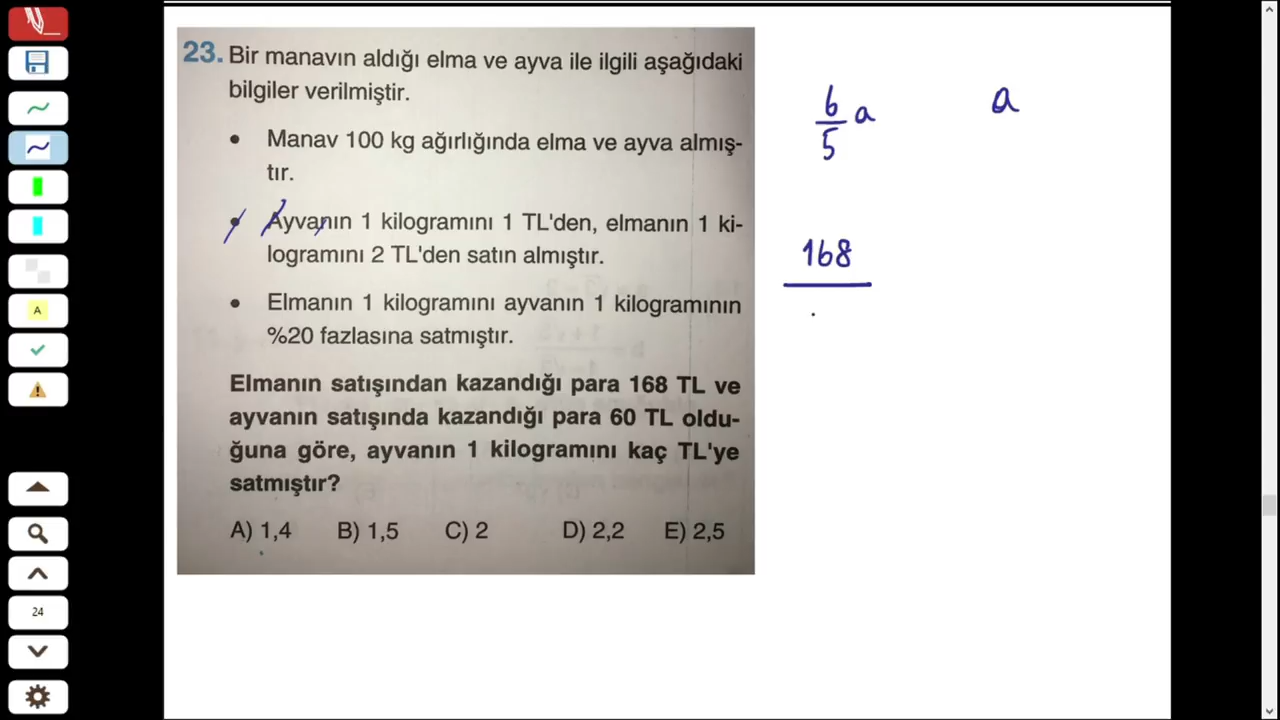 23. Bir manavın aldığı elma ve ayva ile ilgili aşağıdaki
bilgiler verilmiştir.
• Manav 100 kg ağırlığında elma ve ayva almış-
tır.
• Ayvanın 1 kilogramını 1 TL'den, elmanın 1 ki-
logramını 2 TL'den satın almıştır.
• Elmanın 1 kilogramını ayvanın 1 kilogramının
%20 fazlasına satmıştır.
Elmanın satışından kazandığı para 168 TL ve
ayvanın satışında kazandığı para 60 TL oldu-
ğuna göre, ayvanın 1 kilogramını kaç TL'ye
satmıştır?
A) 1,4 B) 1,5 C) 2 D) 2,2 E) 2,5
6/5 a a
168
A
24